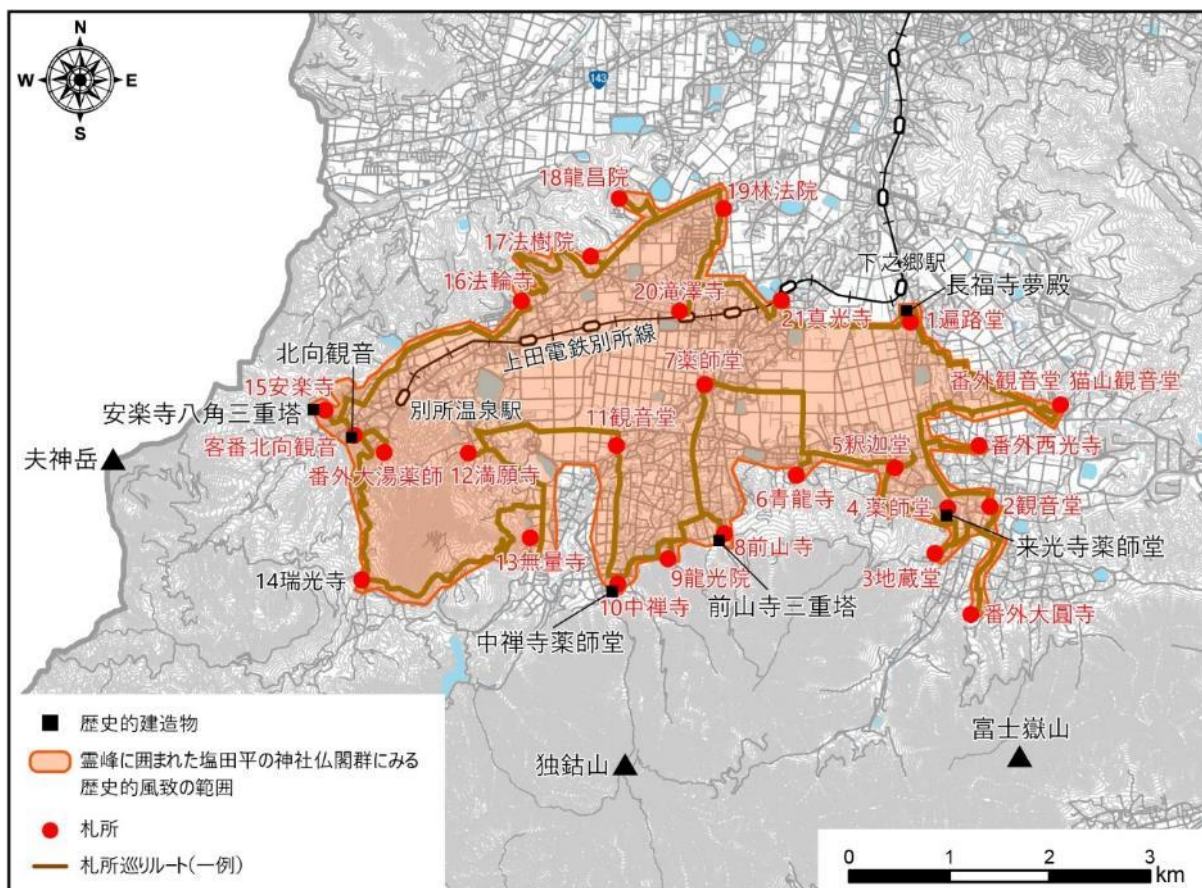 N
W
E
S
143
18龍昌院
19林法院
17法樹院
下之郷駅
長福寺夢殿
16法輪寺
20滝澤寺
21真光寺
1遍路堂
上田電鉄別所線
北向観音
7薬師堂
15安楽寺
番外観音堂 猫山観音堂
安楽寺八角三重塔
別所温泉駅
11観音堂
客番北向観音
5釈迦堂
番外西光寺
夫神岳
番外大湯薬師
12満願寺
6青龍寺
4 薬師堂
2観音堂
8前山寺
来光寺薬師堂
13無量寺
9龍光院
3地蔵堂
14瑞光寺
10中禅寺
前山寺三重塔
番外大圓寺
中禅寺薬師堂
富士嶽山
独鈷山
歴史的建造物
霊峰に囲まれた塩田平の神社仏閣群にみる
歴史的風致の範囲
札所
札所巡りルート(一例)
0 1 2 3
km